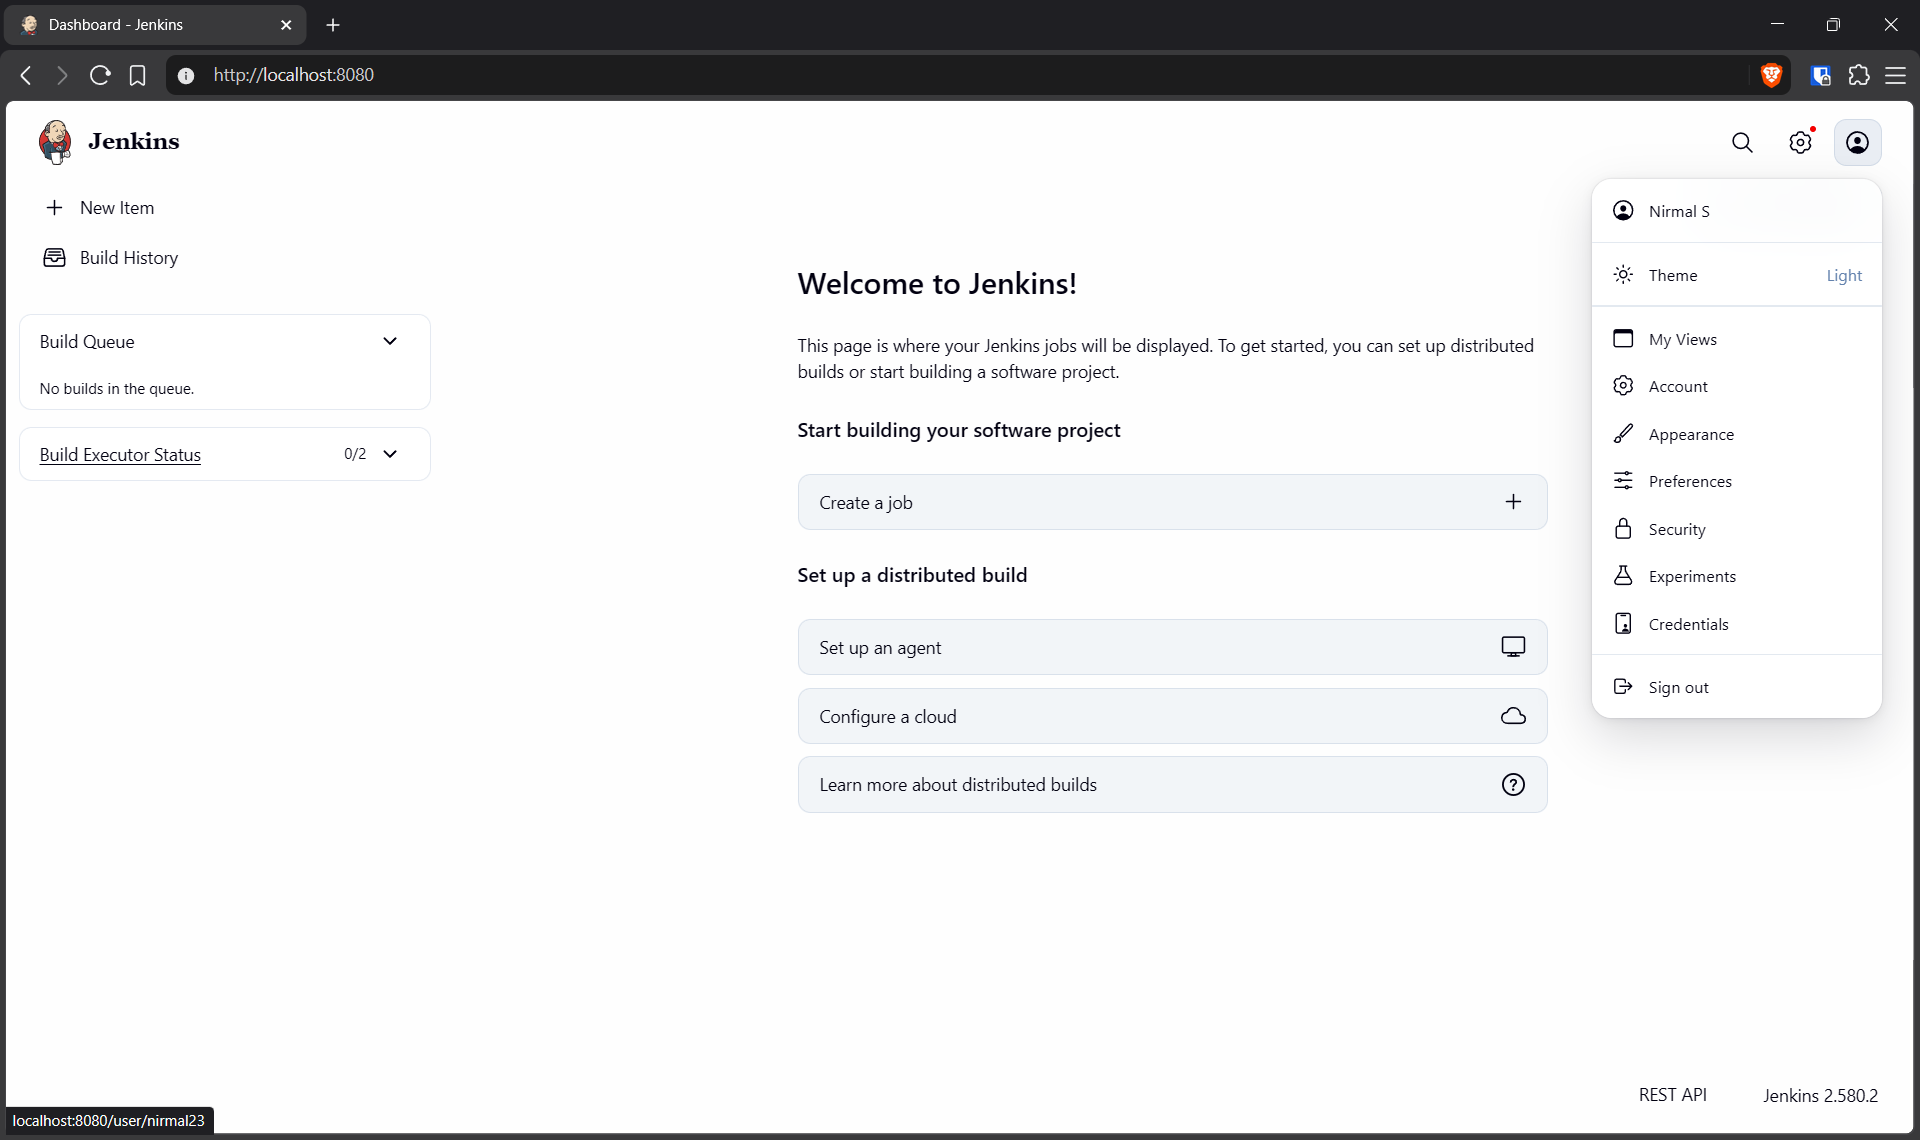 Dashboard - Jenkins
http://localhost:8080
Jenkins
New Item
Build History
Build Queue
No builds in the queue.
Build Executor Status 0/2
Welcome to Jenkins!
This page is where your Jenkins jobs will be displayed. To get started, you can set up distributed
builds or start building a software project.
Start building your software project
Create a job
Set up a distributed build
Set up an agent
Configure a cloud
Learn more about distributed builds
Nirmal S
Theme Light
My Views
Account
Appearance
Preferences
Security
Experiments
Credentials
Sign out
REST API Jenkins 2.580.2
localhost:8080/user/nirmal23